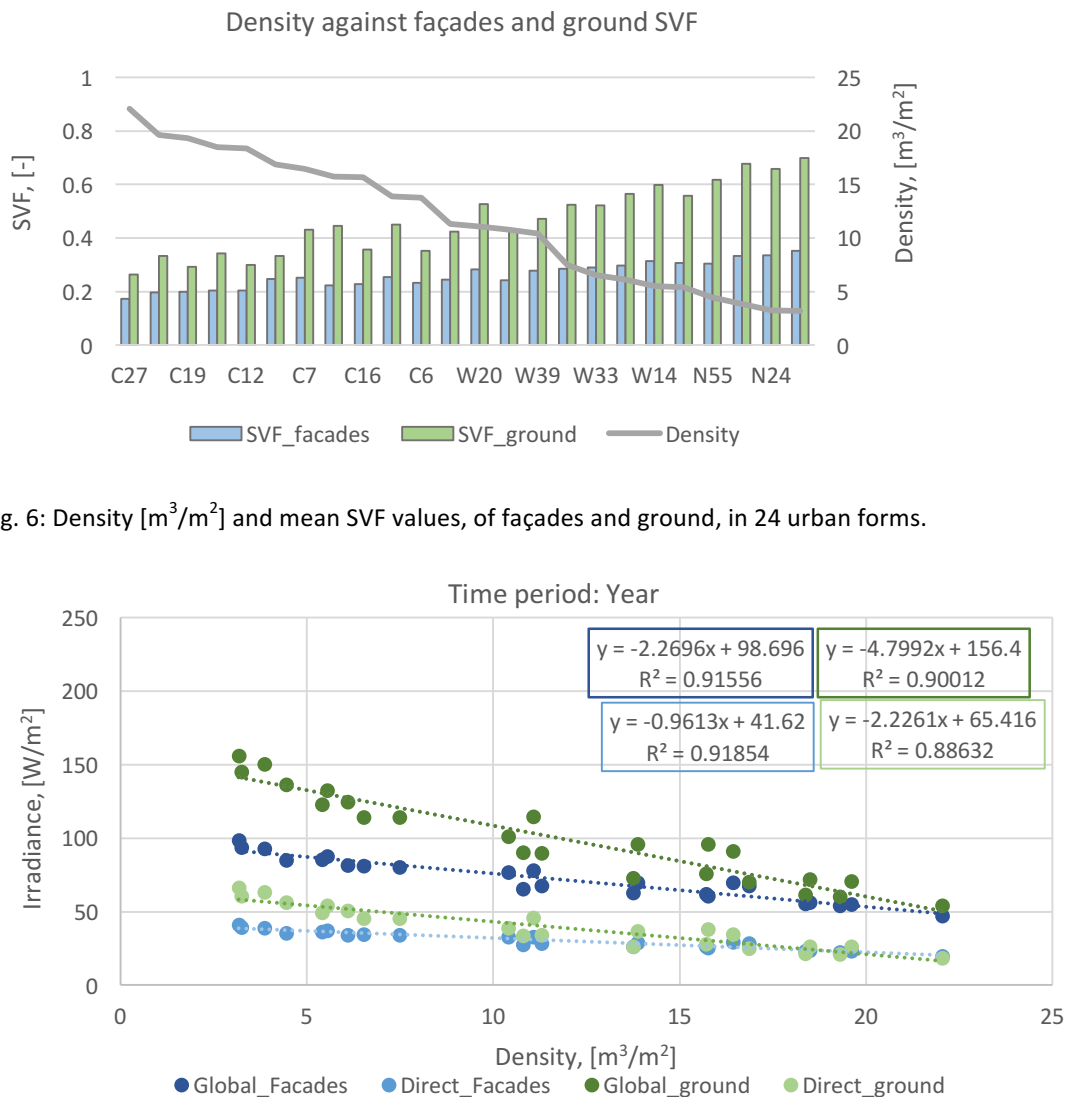 Density against façades and ground SVF
SVF, [-]
1
0.8
0.6
0.4
0.2
0
25
20
15
10
5
0
Density, [m³/m²]
C27 C19 C12 C7 C16 C6 W20 W39 W33 W14 N55 N24
SVF_facades SVF_ground Density
g. 6: Density [m³/m²] and mean SVF values, of façades and ground, in 24 urban forms.
Time period: Year
Irradiance, [W/m²]
250
200
150
100
50
0
y = -2.2696x + 98.696
R² = 0.91556
y = -4.7992x + 156.4
R² = 0.90012
y = -0.9613x + 41.62
R² = 0.91854
y = -2.2261x + 65.416
R² = 0.88632
0 5 10 15 20 25
Density, [m³/m²]
Global_Facades Direct_Facades Global_ground Direct_ground